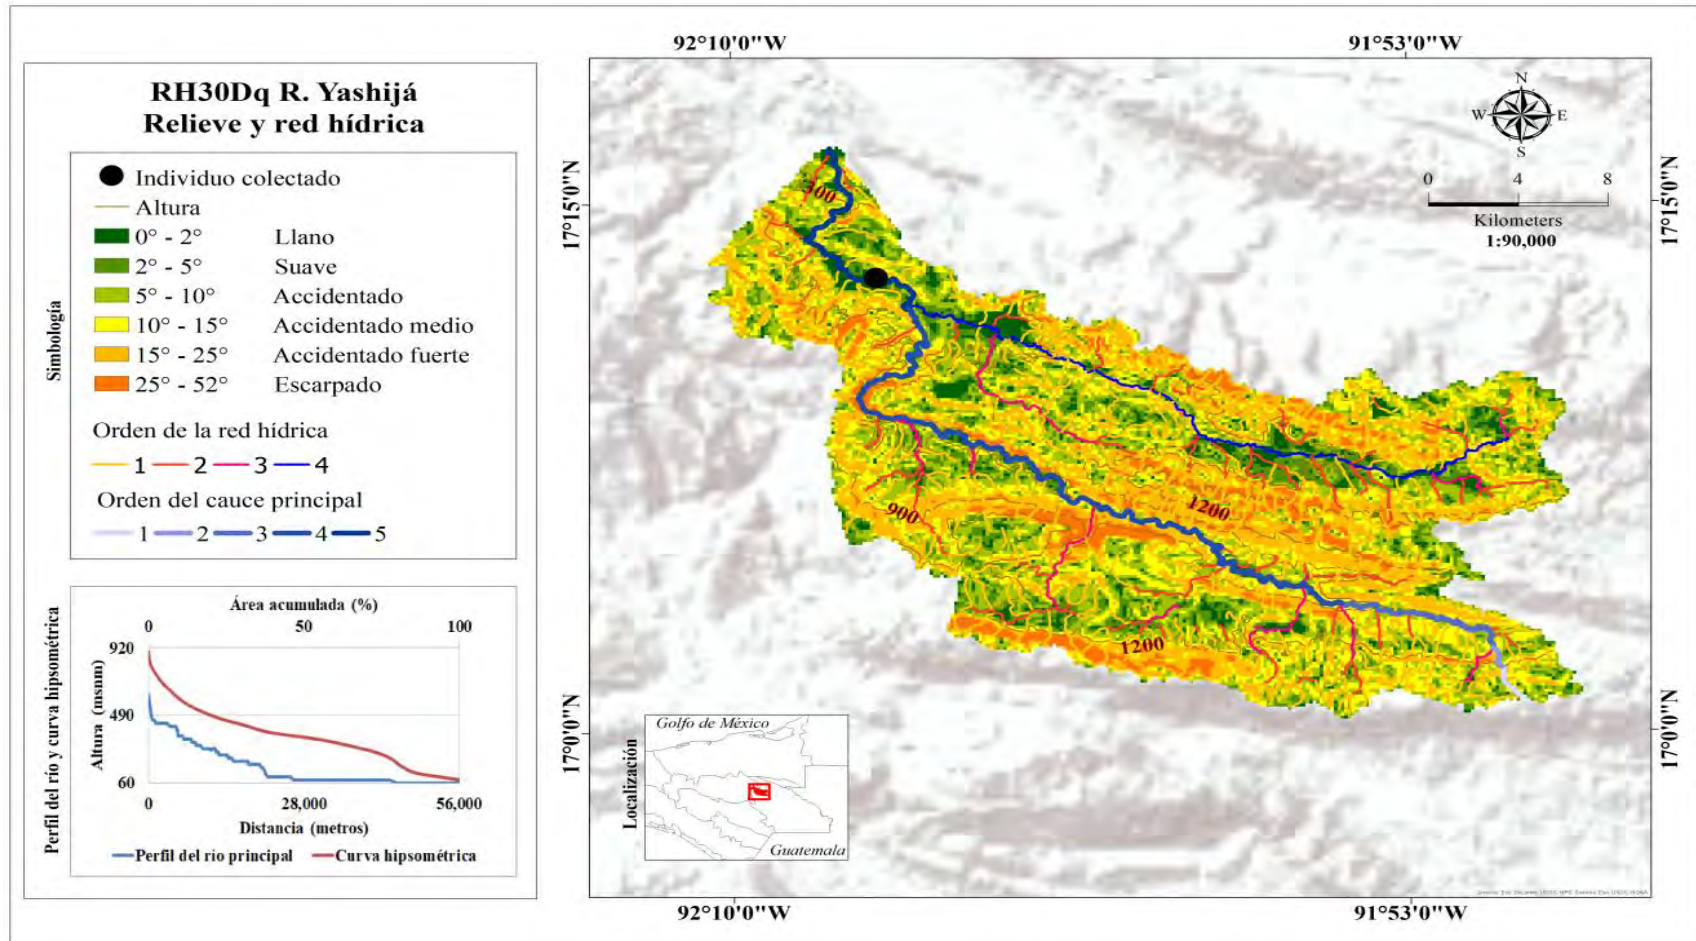 RH30Dq R. Yashijá
Relieve y red hídrica
Simbología
Individuo colectado
Altura
0° - 2° Llano
2° - 5° Suave
5° - 10° Accidentado
10° - 15° Accidentado medio
15° - 25° Accidentado fuerte
25° - 52° Escarpado
Orden de la red hídrica
1 2 3 4
Orden del cauce principal
1 2 3 4 5
Perfil del río y curva hipsométrica
Área acumulada (%)
0 50 100
Altura (msnm)
920
490
60
0 28,000 56,000
Distancia (metros)
Perfil del río principal Curva hipsométrica
92°10'0"W 91°53'0"W
17°15'0"N 17°15'0"N
17°0'0"N 17°0'0"N
92°10'0"W 91°53'0"W
N
W E
S
0 4 8
Kilometers
1:90,000
300
900
1200
1200
Localización
Golfo de México
Guatemala